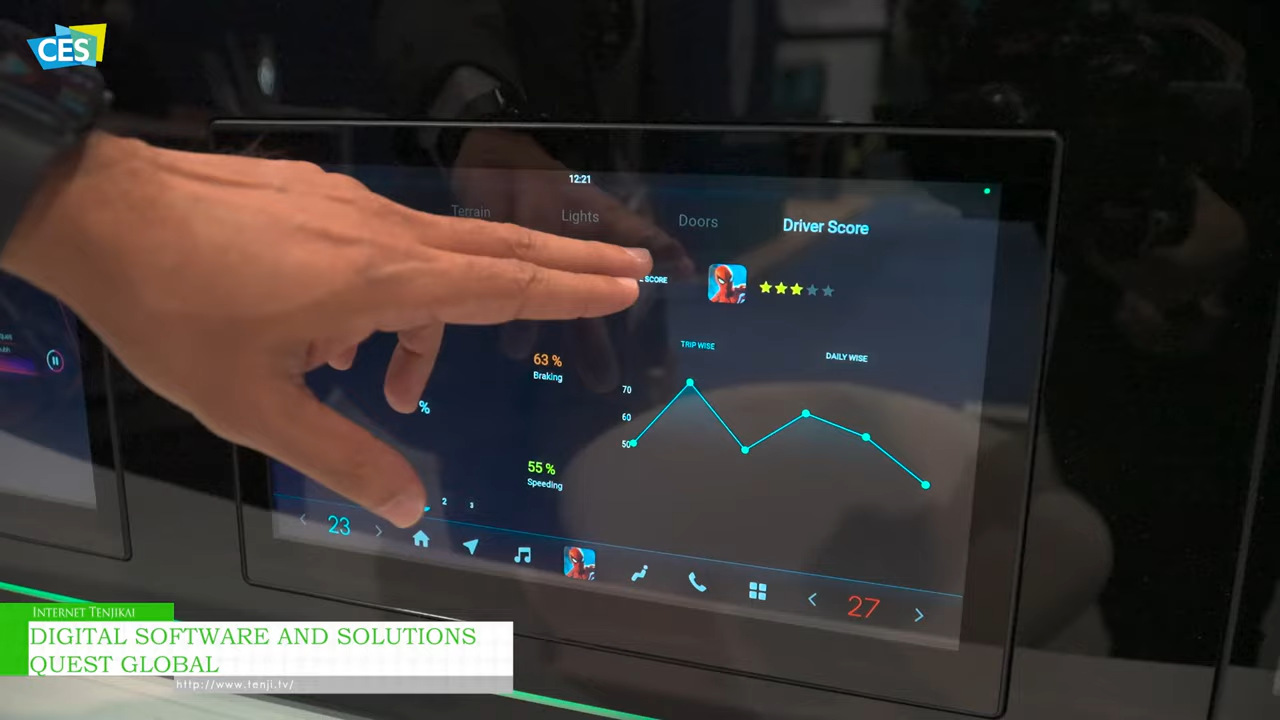 CES
12:21
Terrain
Lights
Doors
Driver Score
SCORE
TRIP WISE
DAILY WISE
63 %
Braking
70
60
50
%
55 %
Speeding
2
3
23
27
INTERNET TENJIKAI
DIGITAL SOFTWARE AND SOLUTIONS
QUEST GLOBAL
http://www.tenji.tv/